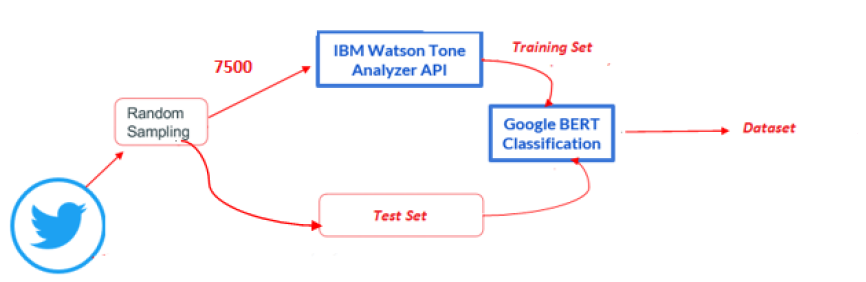 7500
IBM Watson Tone
Analyzer API
Training Set
Random
Sampling
Google BERT
Classification
Dataset
Test Set